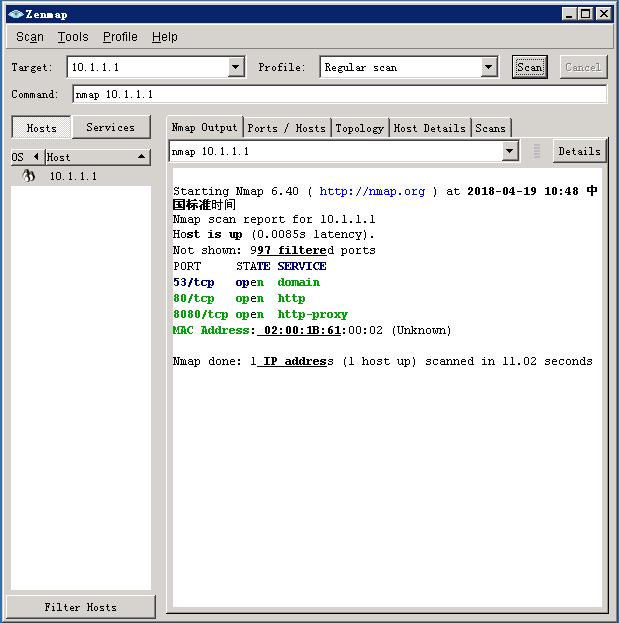 Zenmap
Scan Tools Profile Help
Target: 10.1.1.1 Profile: Regular scan Scan Cancel
Command: nmap 10.1.1.1
Hosts Services
OS Host
10.1.1.1
Filter Hosts
Nmap Output Ports / Hosts Topology Host Details Scans
nmap 10.1.1.1 Details
Starting Nmap 6.40 ( http://nmap.org ) at 2018-04-19 10:48 中
国标准时间
Nmap scan report for 10.1.1.1
Host is up (0.0085s latency).
Not shown: 997 filtered ports
PORT STATE SERVICE
53/tcp open domain
80/tcp open http
8080/tcp open http-proxy
MAC Address: 02:00:1B:61:00:02 (Unknown)
Nmap done: 1 IP address (1 host up) scanned in 11.02 seconds